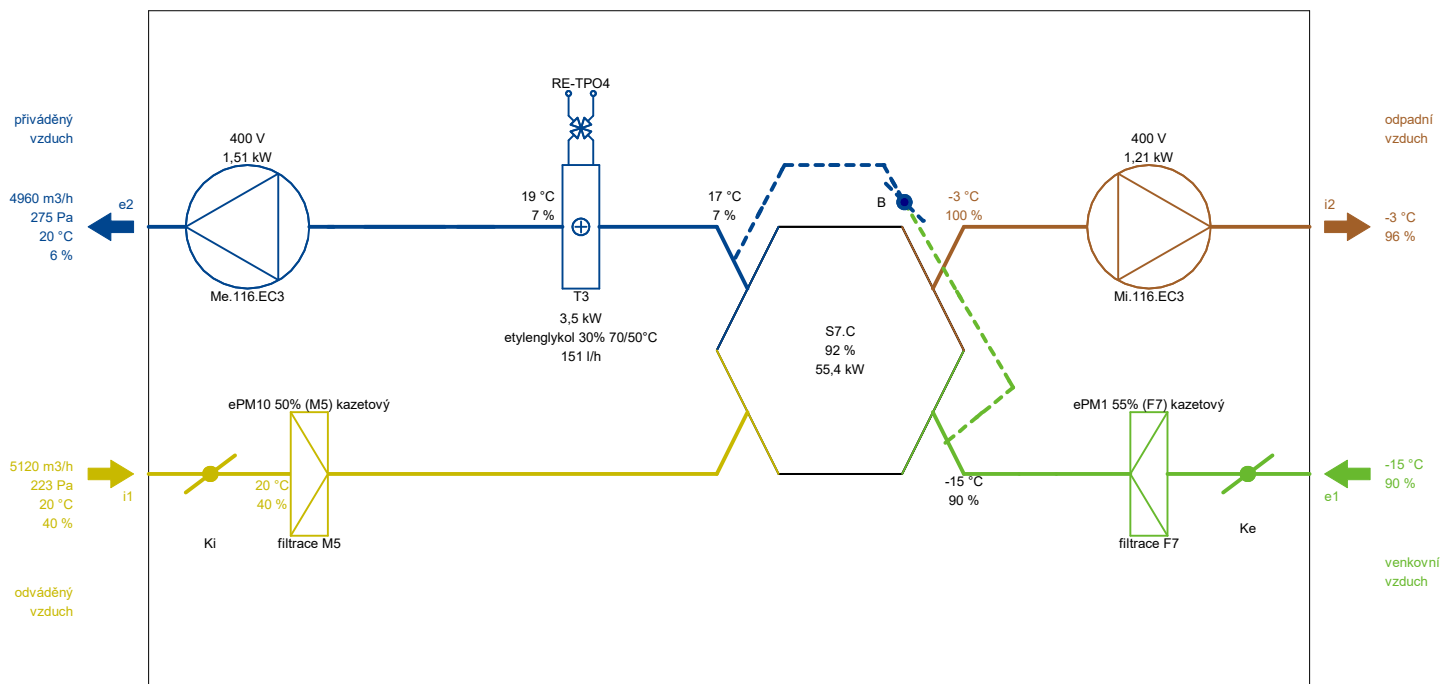 RE-TPO4
přiváděný
vzduch
400 V
1,51 kW
4960 m3/h
275 Pa
20 °C
6 %
e2
Me.116.EC3
19 °C
7 %
T3
3,5 kW
etylenglykol 30% 70/50°C
151 l/h
17 °C
7 %
B
-3 °C
100 %
400 V
1,21 kW
Mi.116.EC3
odpadní
vzduch
i2
-3 °C
96 %
S7.C
92 %
55,4 kW
ePM10 50% (M5) kazetový
5120 m3/h
223 Pa
20 °C
40 %
i1
Ki
20 °C
40 %
filtrace M5
odváděný
vzduch
ePM1 55% (F7) kazetový
-15 °C
90 %
filtrace F7
Ke
e1
-15 °C
90 %
venkovní
vzduch